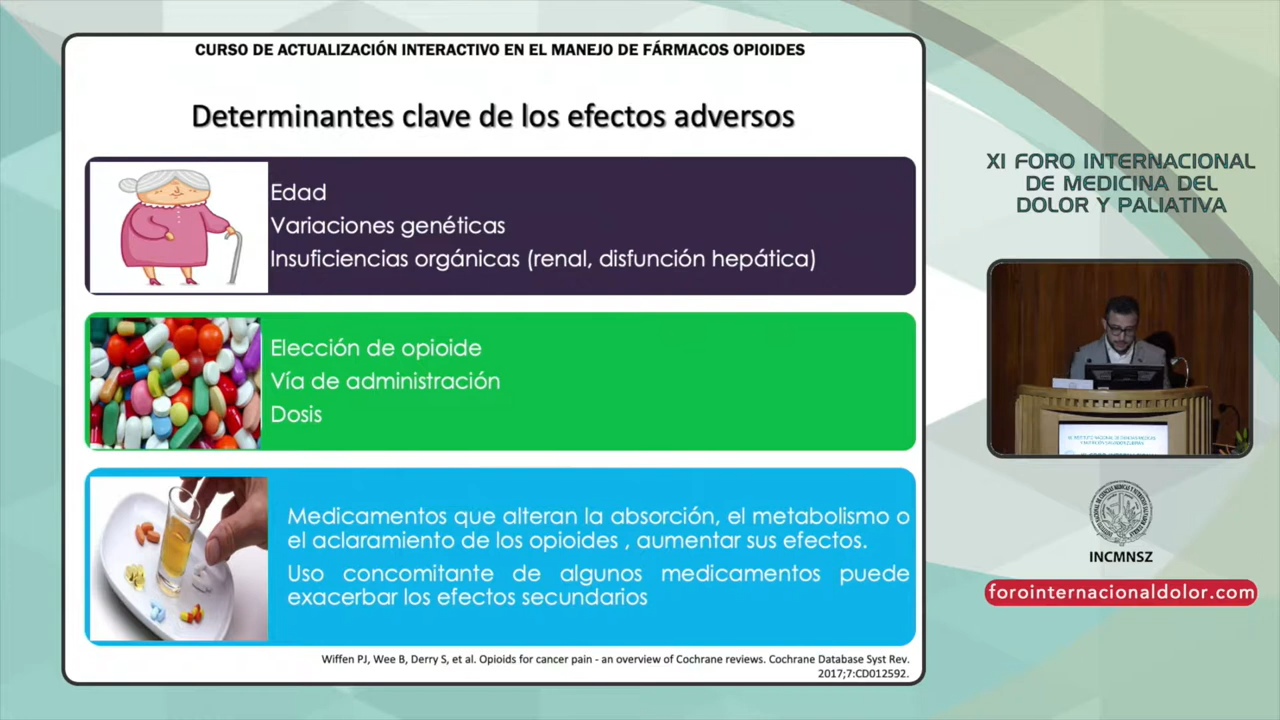 CURSO DE ACTUALIZACIÓN INTERACTIVO EN EL MANEJO DE FÁRMACOS OPIOIDES
Determinantes clave de los efectos adversos
Edad
Variaciones genéticas
Insuficiencias orgánicas (renal, disfunción hepática)
Elección de opioide
Vía de administración
Dosis
Medicamentos que alteran la absorción, el metabolismo o
el aclaramiento de los opioides , aumentar sus efectos.
Uso concomitante de algunos medicamentos puede
exacerbar los efectos secundarios
Wiffen PJ, Wee B, Derry S, et al. Opioids for cancer pain - an overview of Cochrane reviews. Cochrane Database Syst Rev.
2017;7:CD012592.
XI FORO INTERNACIONAL
DE MEDICINA DEL
DOLOR Y PALIATIVA
INCMNSZ
forointernacionaldolor.com